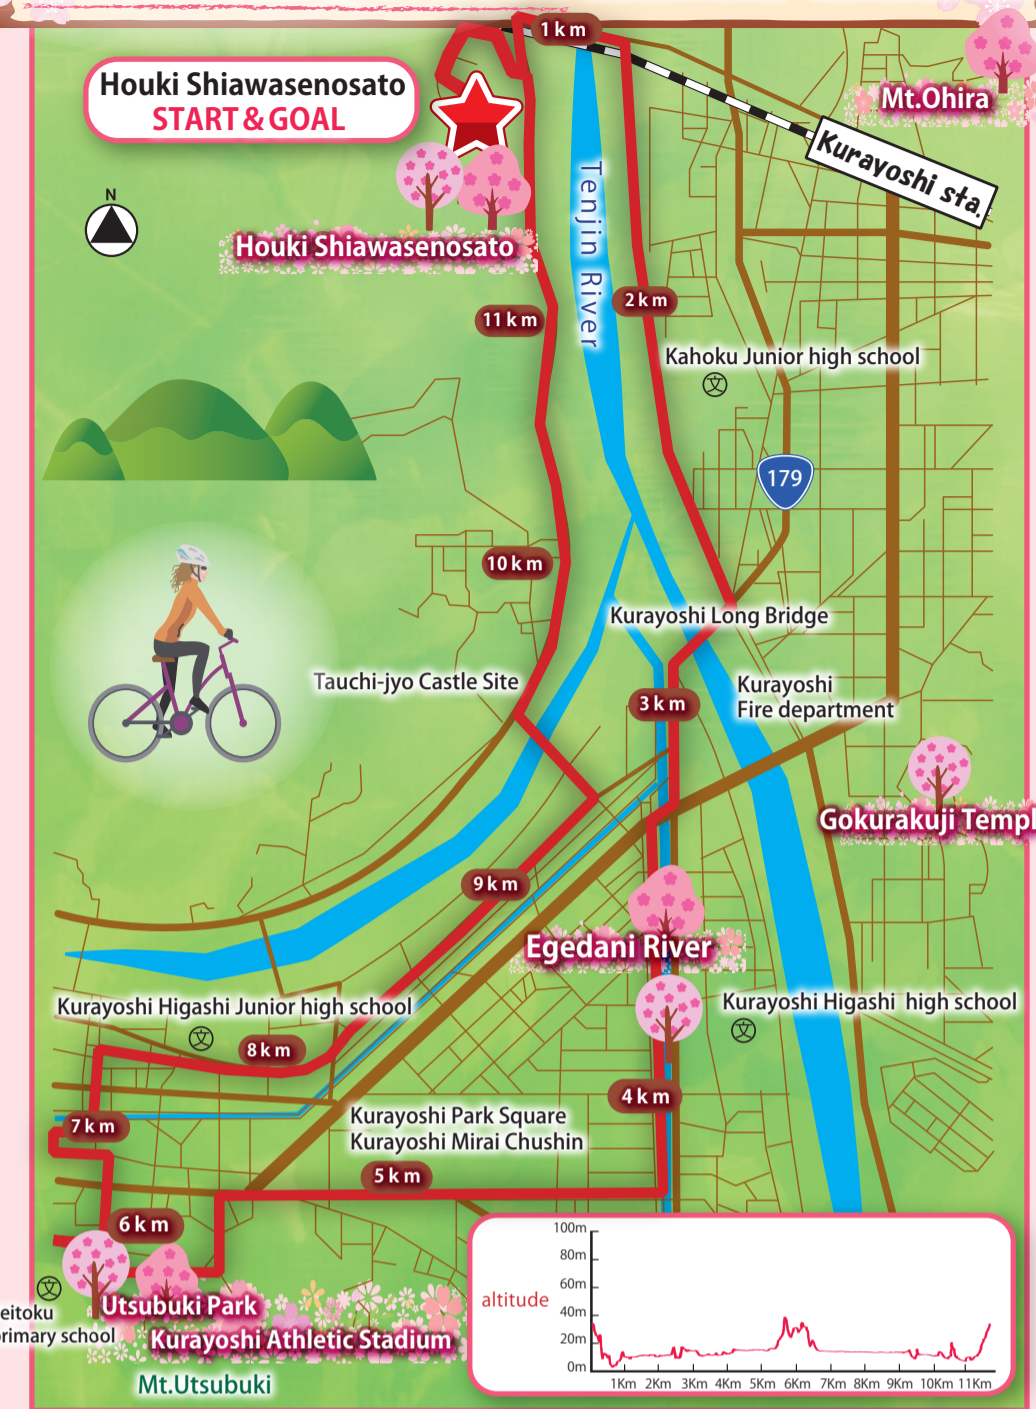 1 km
Houki Shiawasenosato
START & GOAL
Mt.Ohira
Kurayoshi sta.
N
Tenjin River
Houki Shiawasenosato
2 km
11 km
Kahoku Junior high school
文
179
10 km
Kurayoshi Long Bridge
Tauchi-jyo Castle Site
3 km
Kurayoshi
Fire department
Gokurakuji Templ
9 km
Egedani River
Kurayoshi Higashi Junior high school
文
Kurayoshi Higashi high school
文
8 km
4 km
7 km
Kurayoshi Park Square
Kurayoshi Mirai Chushin
5 km
6 km
文
eitoku
rimary school
Utsubuki Park
Kurayoshi Athletic Stadium
Mt.Utsubuki
altitude
100m
80m
60m
40m
20m
0m
1Km 2Km 3Km 4Km 5Km 6Km 7Km 8Km 9Km 10Km 11Km